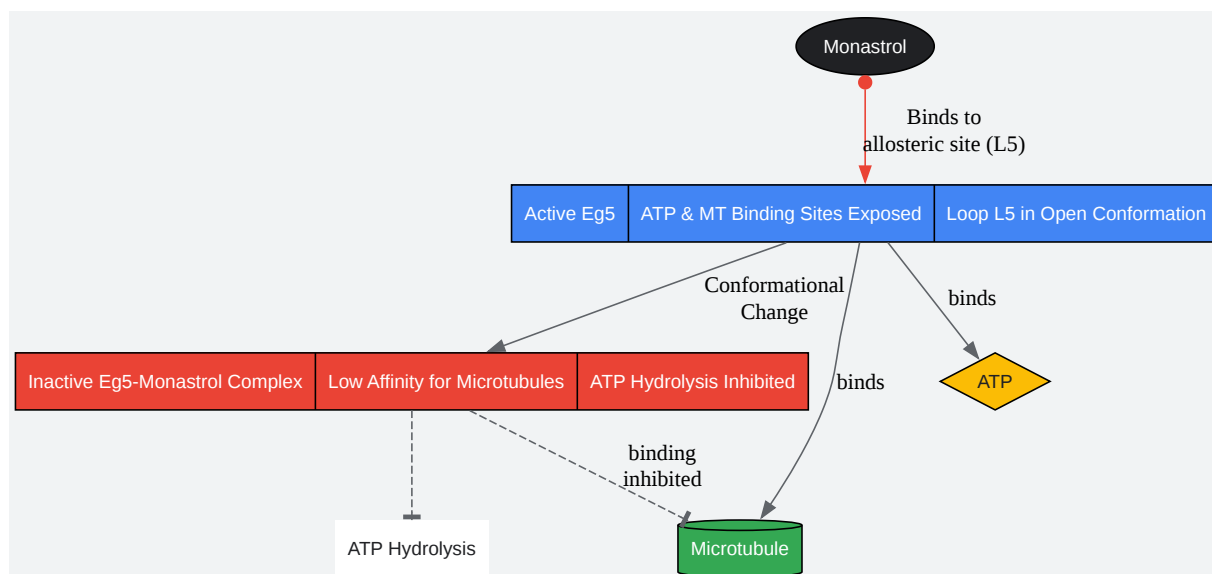 Monastrol
Binds to
allosteric site (L5)
Active Eg5
ATP & MT Binding Sites Exposed
Loop L5 in Open Conformation
Conformational
Change
binds
Inactive Eg5-Monastrol Complex
Low Affinity for Microtubules
ATP Hydrolysis Inhibited
binds
ATP
binding
inhibited
ATP Hydrolysis
Microtubule